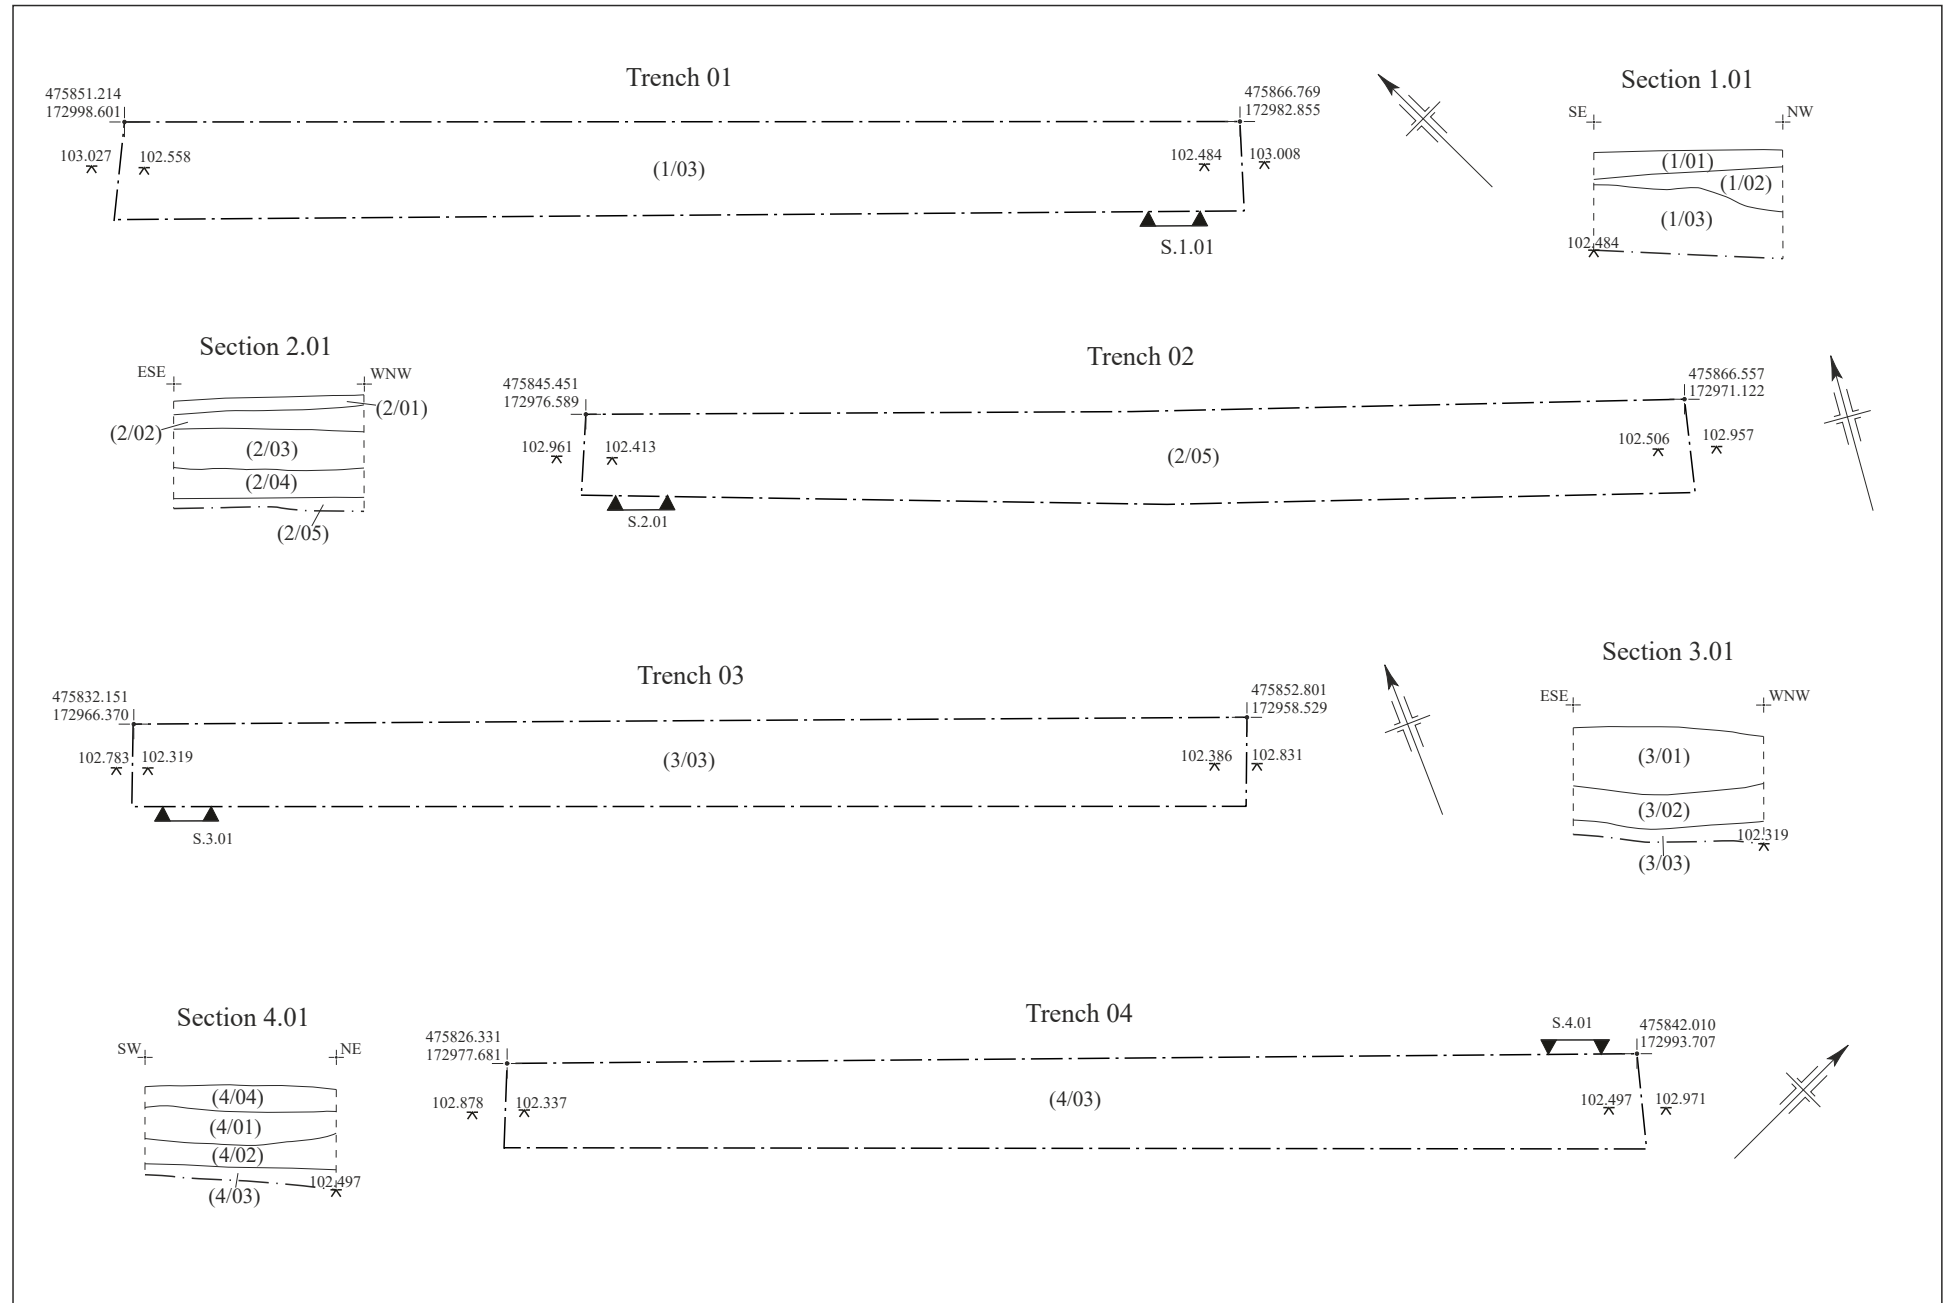 Trench 01
475851.214
172998.601
475866.769
172982.855
103.027
102.558
(1/03)
102.484
103.008
S.1.01
Section 1.01
SE
NW
(1/01)
(1/02)
(1/03)
102.484
Section 2.01
ESE
WNW
(2/01)
(2/02)
(2/03)
(2/04)
(2/05)
Trench 02
475845.451
172976.589
475866.557
172971.122
102.961
102.413
(2/05)
102.506
102.957
S.2.01
Trench 03
475832.151
172966.370
475852.801
172958.529
102.783
102.319
(3/03)
102.386
102.831
S.3.01
Section 3.01
ESE
WNW
(3/01)
(3/02)
102.319
(3/03)
Section 4.01
SW
NE
(4/04)
(4/01)
(4/02)
102.497
(4/03)
Trench 04
475826.331
172977.681
S.4.01
475842.010
172993.707
102.878
102.337
(4/03)
102.497
102.971